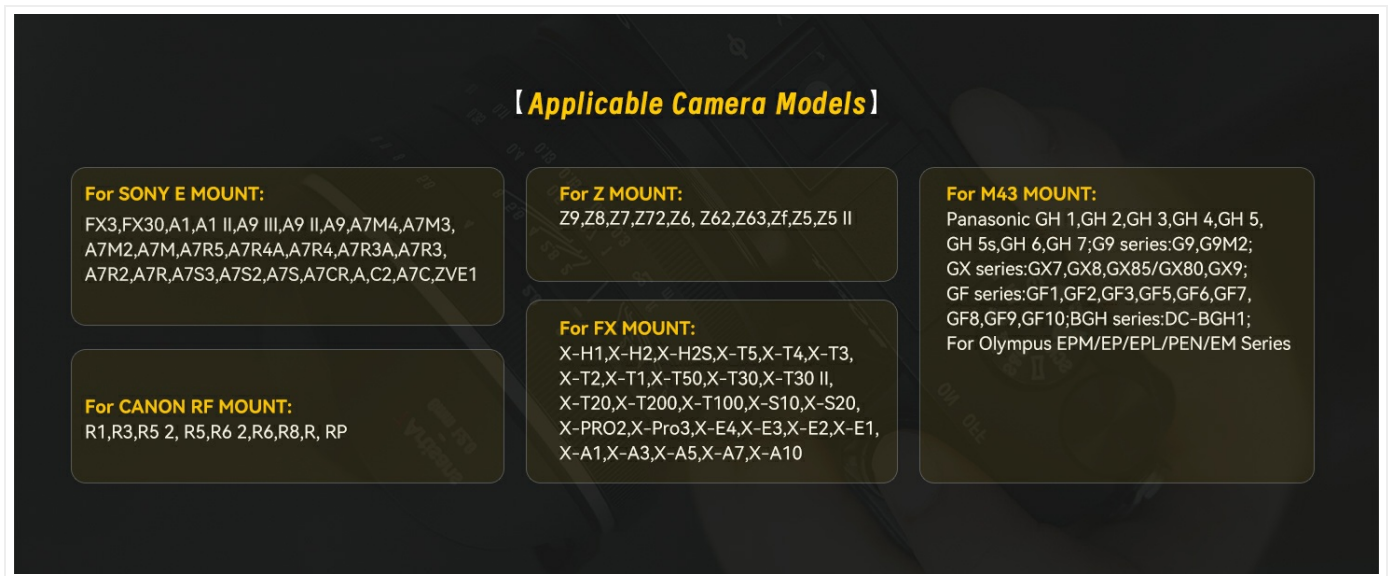 【Applicable Camera Models】
For SONY E MOUNT:
FX3,FX30,A1,A1 II,A9 III,A9 II,A9,A7M4,A7M3,
A7M2,A7M,A7R5,A7R4A,A7R4,A7R3A,A7R3,
A7R2,A7R,A7S3,A7S2,A7S,A7CR,A,C2,A7C,ZVE1
For CANON RF MOUNT:
R1,R3,R5 2, R5,R6 2,R6,R8,R, RP
For Z MOUNT:
Z9,Z8,Z7,Z72,Z6, Z62,Z63,Zf,Z5,Z5 II
For FX MOUNT:
X-H1,X-H2,X-H2S,X-T5,X-T4,X-T3,
X-T2,X-T1,X-T50,X-T30,X-T30 II,
X-T20,X-T200,X-T100,X-S10,X-S20,
X-PRO2,X-Pro3,X-E4,X-E3,X-E2,X-E1,
X-A1,X-A3,X-A5,X-A7,X-A10
For M43 MOUNT:
Panasonic GH 1,GH 2,GH 3,GH 4,GH 5,
GH 5s,GH 6,GH 7;G9 series:G9,G9M2;
GX series:GX7,GX8,GX85/GX80,GX9;
GF series:GF1,GF2,GF3,GF5,GF6,GF7,
GF8,GF9,GF10;BGH series:DC-BGH1;
For Olympus EPM/EP/EPL/PEN/EM Series